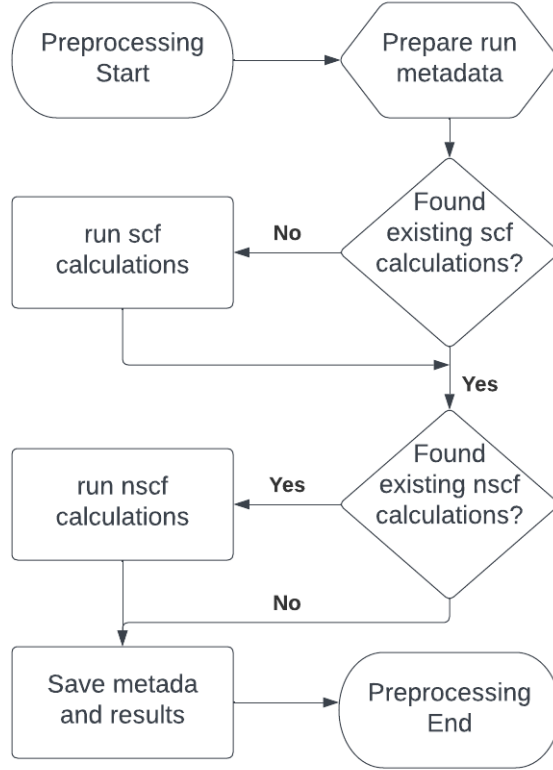 Preprocessing
Start
Prepare run
metadata
Found
existing scf
calculations?
No
run scf
calculations
Yes
Found
existing nscf
calculations?
Yes
run nscf
calculations
No
Save metada
and results
Preprocessing
End